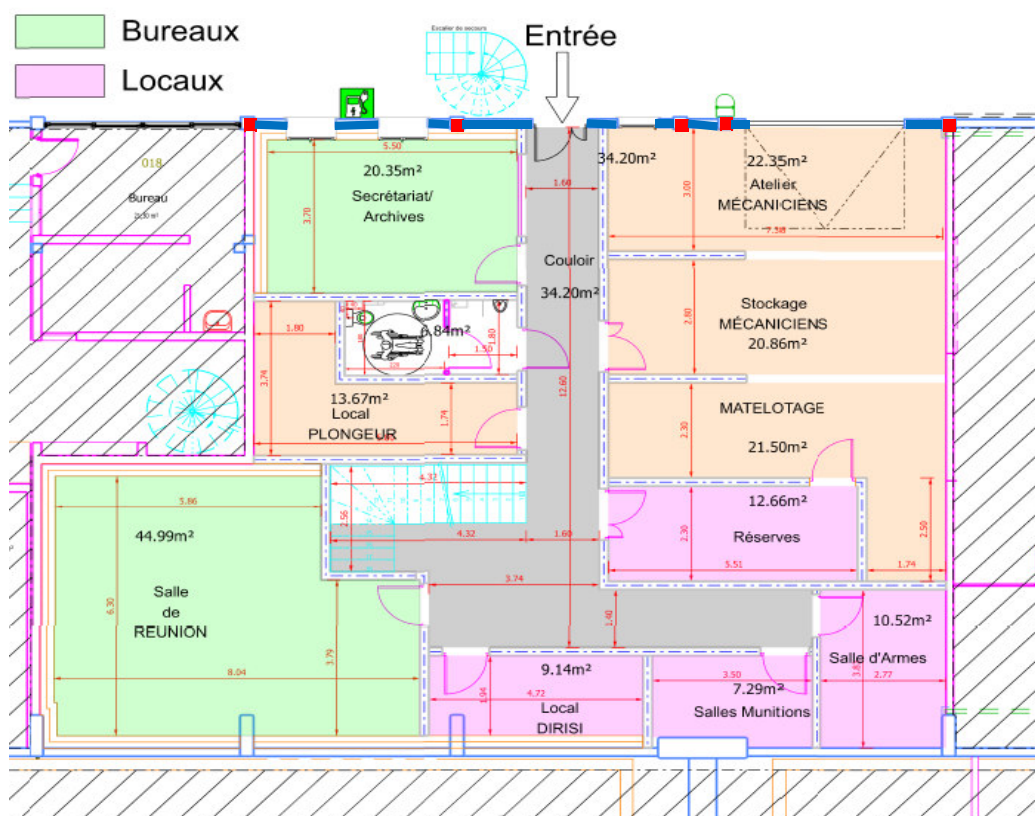 Bureaux
Locaux
Escalier de secours
Entrée
018
Bureau
5.50
20.35m²
Secrétariat/
Archives
3.70
1.60
34.20m²
22.35m²
Atelier
MÉCANICIENS
3.00
7.58
Couloir
34.20m²
Stockage
MÉCANICIENS
20.86m²
2.80
1.80
6.84m²
1.80
1.50
3.74
12.60
13.67m²
Local
PLONGEUR
1.74
MATELOTAGE
21.50m²
2.30
4.32
2.56
4.32
1.60
12.66m²
Réserves
2.30
5.51
2.50
1.74
5.86
44.99m²
Salle
de
REUNION
6.30
3.79
8.04
3.74
1.40
10.52m²
Salle d'Armes
2.77
9.14m²
4.72
1.94
Local
DIRISI
3.50
7.29m²
Salles Munitions